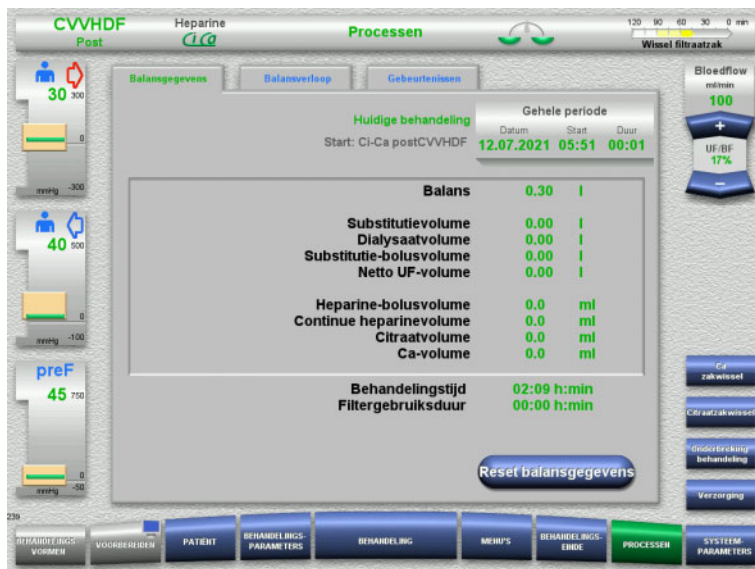 CVVHDF
Post
Heparine
Ci Ca
Processen
120 90 60 30 0 min
Wissel filtraatzak
30
300
0
mmHg -300
40
500
0
mmHg -100
preF
45
750
0
mmHg -50
Balansgegevens
Balansverloop
Gebeurtenissen
Huidige behandeling
Start: Ci-Ca postCVVHDF
Gehele periode
Datum Start Duur
12.07.2021 05:51 00:01
Balans 0.30 l
Substitutievolume 0.00 l
Dialysaatvolume 0.00 l
Substitutie-bolusvolume 0.00 l
Netto UF-volume 0.00 l
Heparine-bolusvolume 0.0 ml
Continue heparinevolume 0.0 ml
Citraatvolume 0.0 ml
Ca-volume 0.0 ml
Behandelingstijd 02:09 h:min
Filtergebruiksduur 00:00 h:min
Reset balansgegevens
Bloedflow
ml/min
100
+
UF/BF
17%
−
Ca
zakwissel
Citraatzakwissel
Onderbreking
behandeling
Verzorging
239
BEHANDELINGS-
VORMEN
VOORBEREIDEN
PATIËNT
BEHANDELINGS-
PARAMETERS
BEHANDELING
MENU'S
BEHANDELINGS-
EINDE
PROCESSEN
SYSTEEM-
PARAMETERS